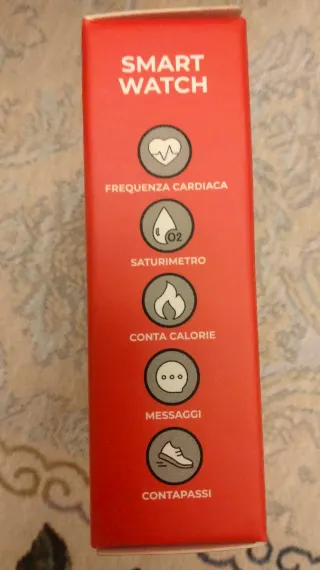 SMART
WATCH
FREQUENZA CARDIACA
O2
SATURIMETRO
CONTA CALORIE
MESSAGGI
CONTAPASSI